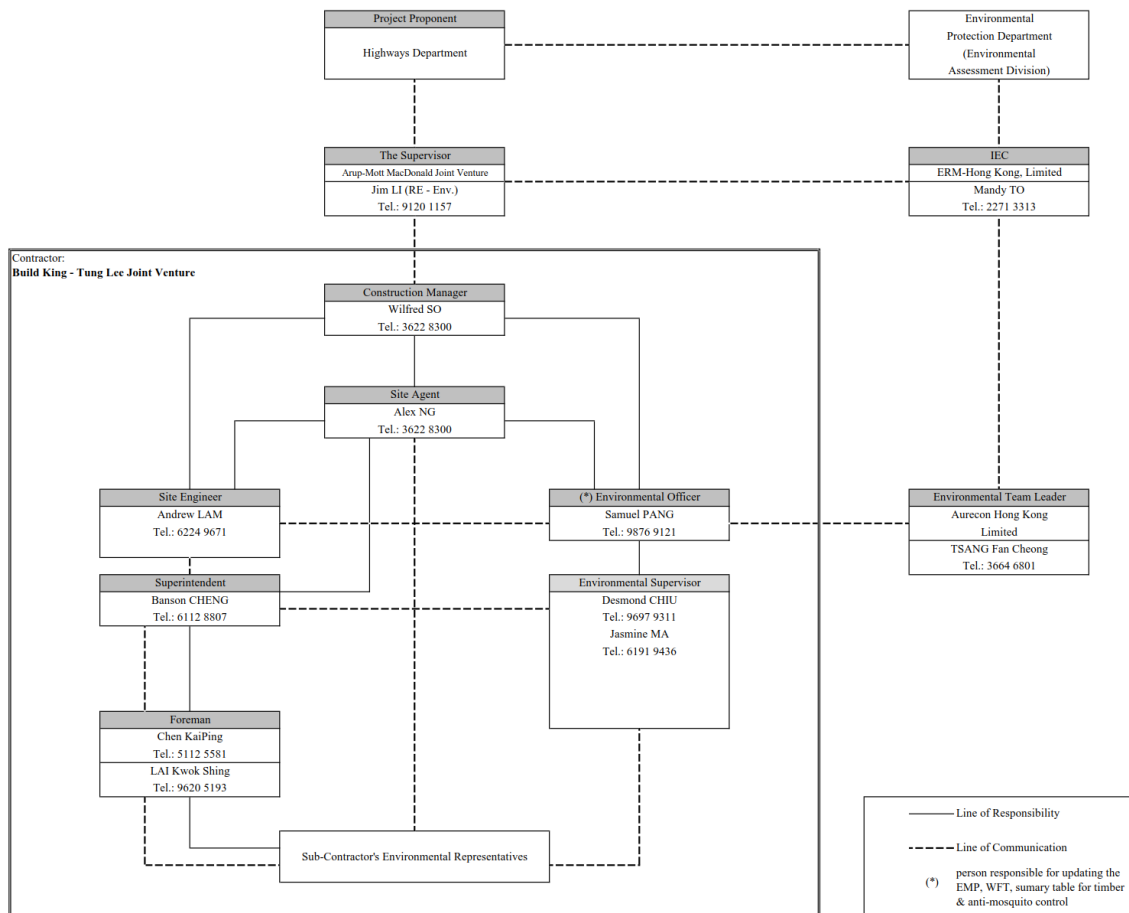 Project Proponent
Highways Department
Environmental
Protection Department
(Environmental
Assessment Division)
The Supervisor
Arup-Mott MacDonald Joint Venture
Jim LI (RE - Env.)
Tel.: 9120 1157
IEC
ERM-Hong Kong, Limited
Mandy TO
Tel.: 2271 3313
Contractor:
Build King - Tung Lee Joint Venture
Construction Manager
Wilfred SO
Tel.: 3622 8300
Site Agent
Alex NG
Tel.: 3622 8300
Site Engineer
Andrew LAM
Tel.: 6224 9671
(*) Environmental Officer
Samuel PANG
Tel.: 9876 9121
Environmental Team Leader
Aurecon Hong Kong
Limited
TSANG Fan Cheong
Tel.: 3664 6801
Superintendent
Banson CHENG
Tel.: 6112 8807
Environmental Supervisor
Desmond CHIU
Tel.: 9697 9311
Jasmine MA
Tel.: 6191 9436
Foreman
Chen KaiPing
Tel.: 5112 5581
LAI Kwok Shing
Tel.: 9620 5193
Sub-Contractor's Environmental Representatives
Line of Responsibility
Line of Communication
(*)
person responsible for updating the
EMP, WFT, sumary table for timber
& anti-mosquito control